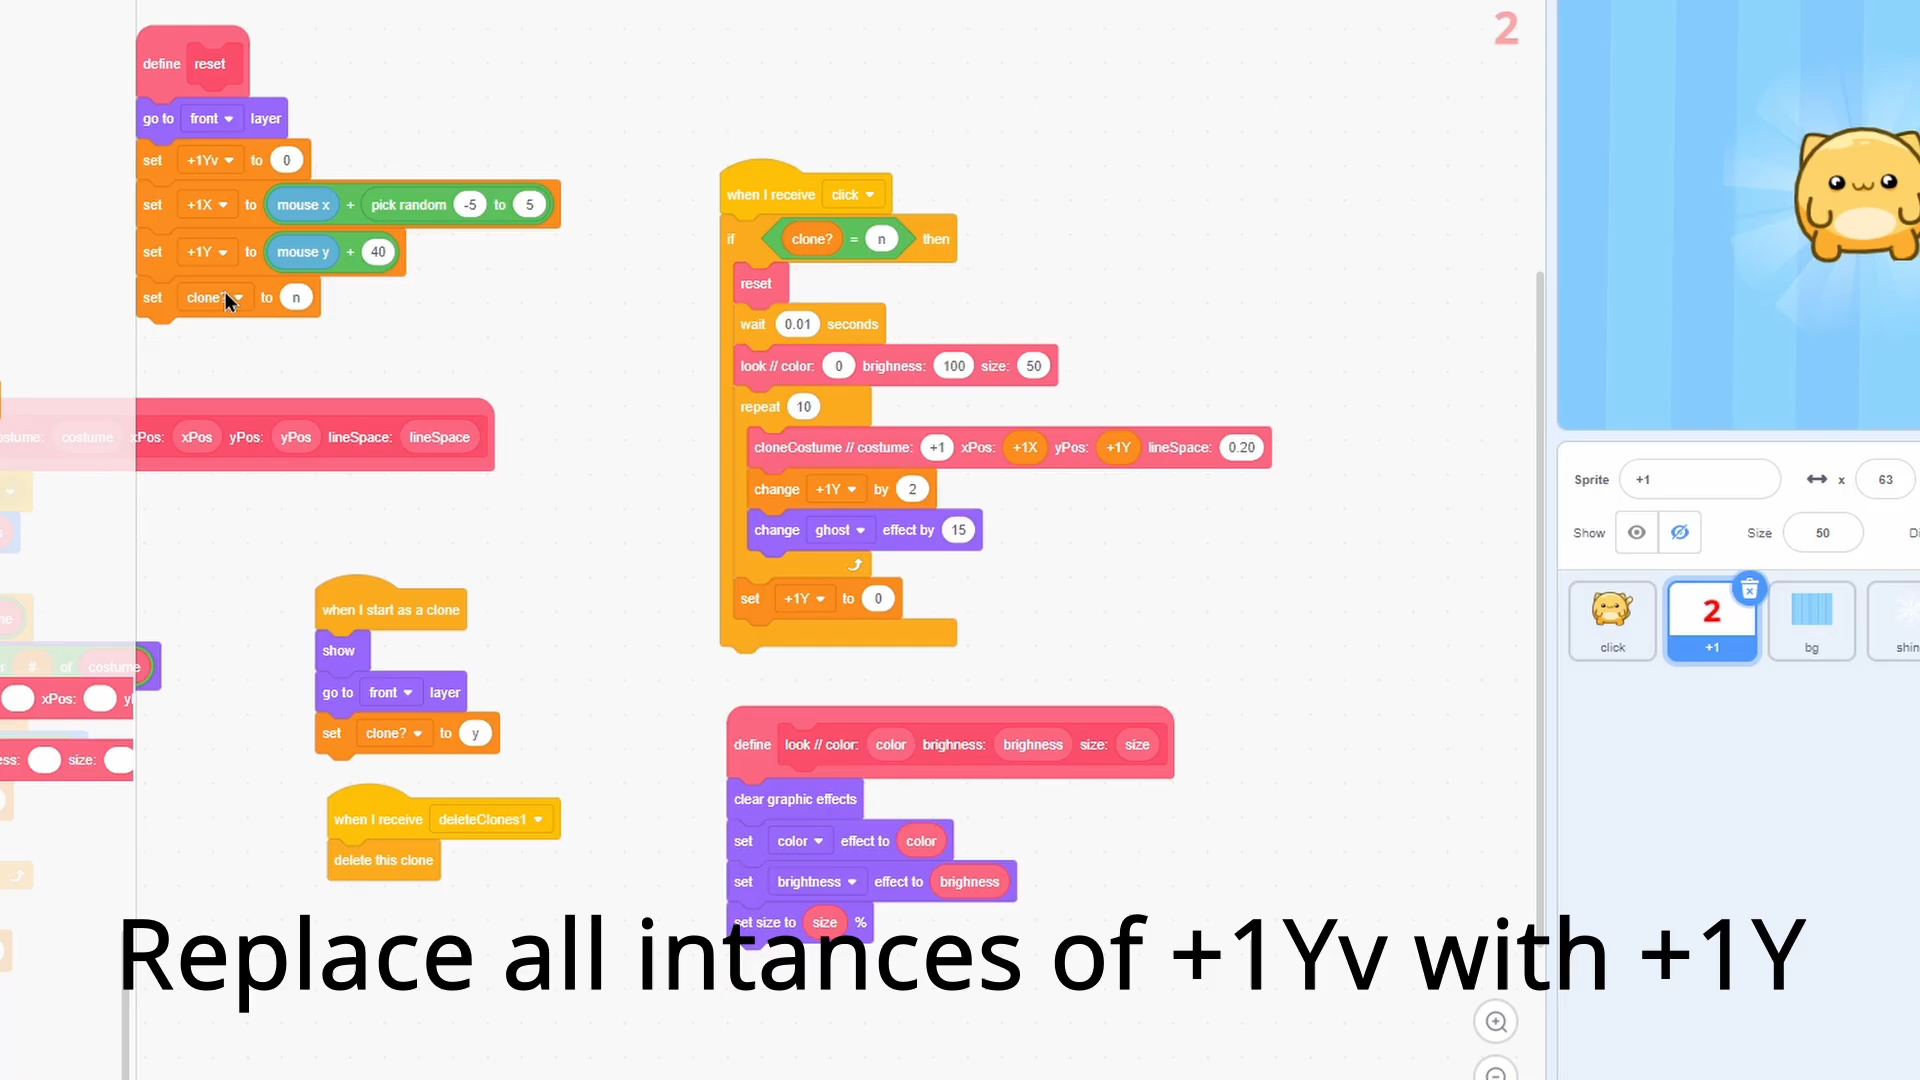 define reset
go to front layer
set +1Yv to 0
set +1X to mouse x + pick random -5 to 5
set +1Y to mouse y + 40
set clone? to n
costume xPos: xPos yPos: yPos lineSpace: lineSpace
# of costume
xPos:
size:
when I start as a clone
show
go to front layer
set clone? to y
when I receive deleteClones1
delete this clone
2
when I receive click
if clone? = n then
reset
wait 0.01 seconds
look // color: 0 brighness: 100 size: 50
repeat 10
cloneCostume // costume: +1 xPos: +1X yPos: +1Y lineSpace: 0.20
change +1Y by 2
change ghost effect by 15
set +1Y to 0
define look // color: color brighness: brighness size: size
clear graphic effects
set color effect to color
set brightness effect to brighness
set size to size %
Replace all intances of +1Yv with +1Y
Sprite +1 x 63
Show Size 50
2
click +1 bg